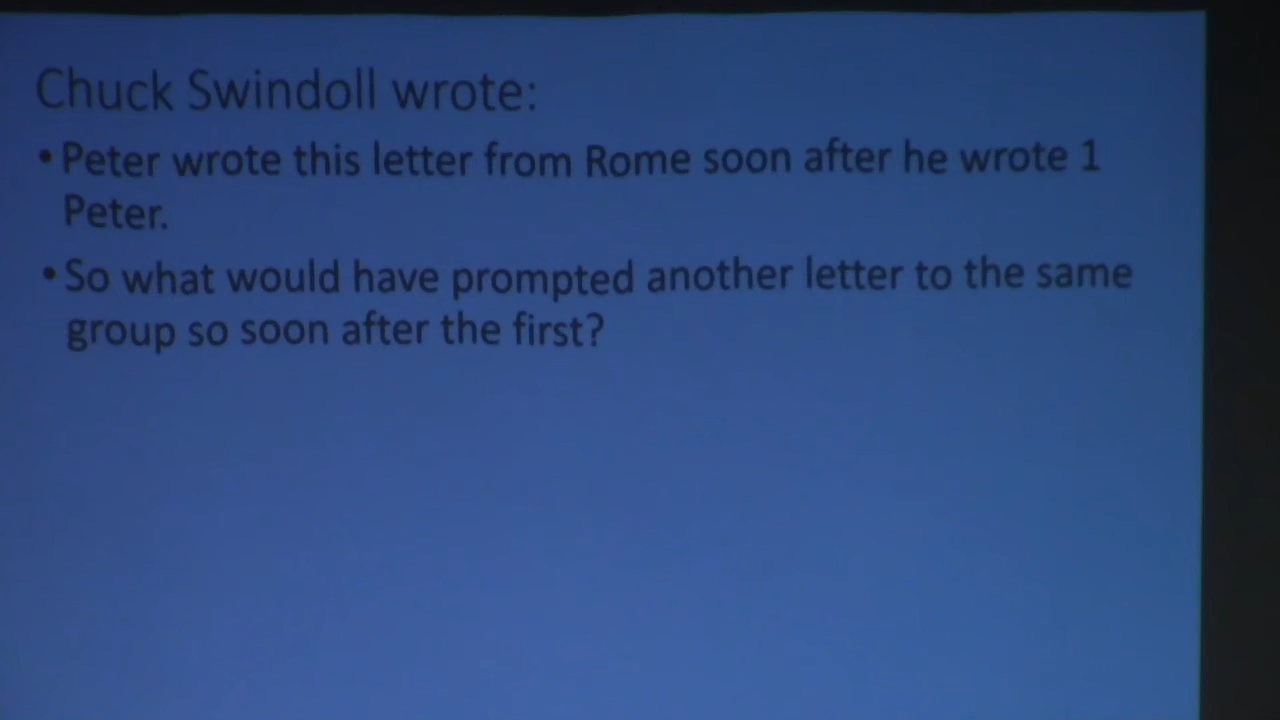 Chuck Swindoll wrote:
• Peter wrote this letter from Rome soon after he wrote 1
Peter.
• So what would have prompted another letter to the same
group so soon after the first?